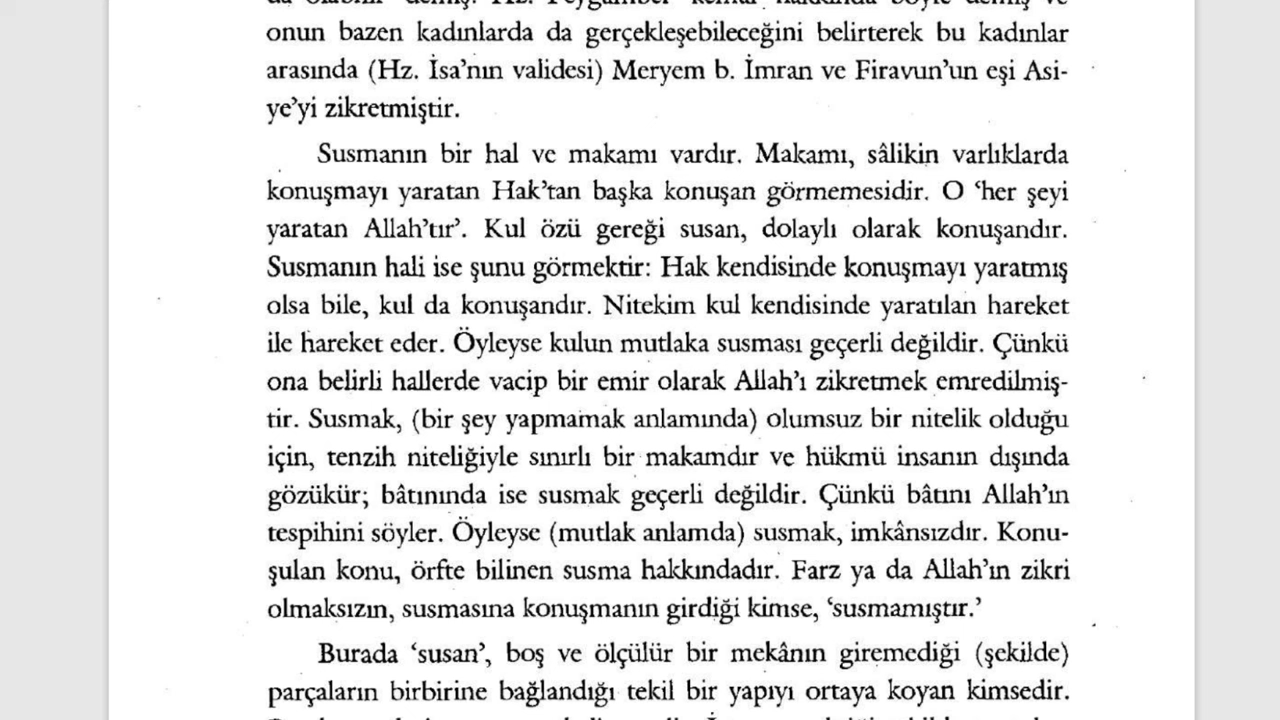 onun bazen kadınlarda da gerçekleşebileceğini belirterek bu kadınlar
arasında (Hz. İsa’nın validesi) Meryem b. İmran ve Firavun’un eşi Asi-
ye’yi zikretmiştir.
Susmanın bir hal ve makamı vardır. Makamı, sâlikin varlıklarda
konuşmayı yaratan Hak’tan başka konuşan görmemesidir. O ‘her şeyi
yaratan Allah’tır’. Kul özü gereği susan, dolaylı olarak konuşandır.
Susmanın hali ise şunu görmektir: Hak kendisinde konuşmayı yaratmış
olsa bile, kul da konuşandır. Nitekim kul kendisinde yaratılan hareket
ile hareket eder. Öyleyse kulun mutlaka susması geçerli değildir. Çünkü
ona belirli hallerde vacip bir emir olarak Allah’ı zikretmek emredilmiş-
tir. Susmak, (bir şey yapmamak anlamında) olumsuz bir nitelik olduğu
için, tenzih niteliğiyle sınırlı bir makamdır ve hükmü insanın dışında
gözükür; bâtınında ise susmak geçerli değildir. Çünkü bâtını Allah’ın
tespihini söyler. Öyleyse (mutlak anlamda) susmak, imkânsızdır. Konu-
şulan konu, örfte bilinen susma hakkındadır. Farz ya da Allah’ın zikri
olmaksızın, susmasına konuşmanın girdiği kimse, ‘susmamıştır.’
Burada ‘susan’, boş ve ölçülür bir mekânın giremediği (şekilde)
parçaların birbirine bağlandığı tekil bir yapıyı ortaya koyan kimsedir.